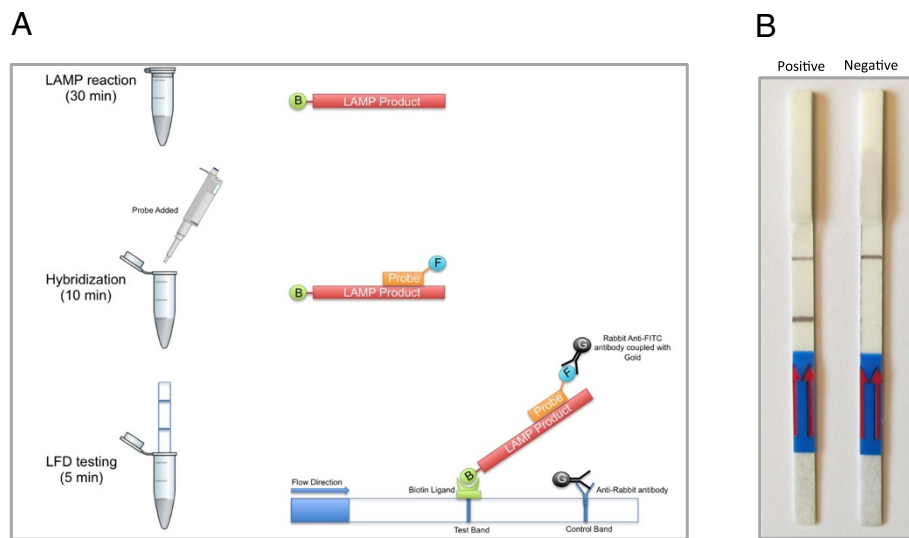 A
LAMP reaction
(30 min)
B
LAMP Product
Probe Added
Hybridization
(10 min)
F
Probe
B
LAMP Product
G
Rabbit Anti-FITC
antibody coupled with
Gold
F
Probe
LAMP Product
B
LFD testing
(5 min)
Flow Direction
Biotin Ligand
G
Anti-Rabbit antibody
Test Band
Control Band
B
Positive
Negative